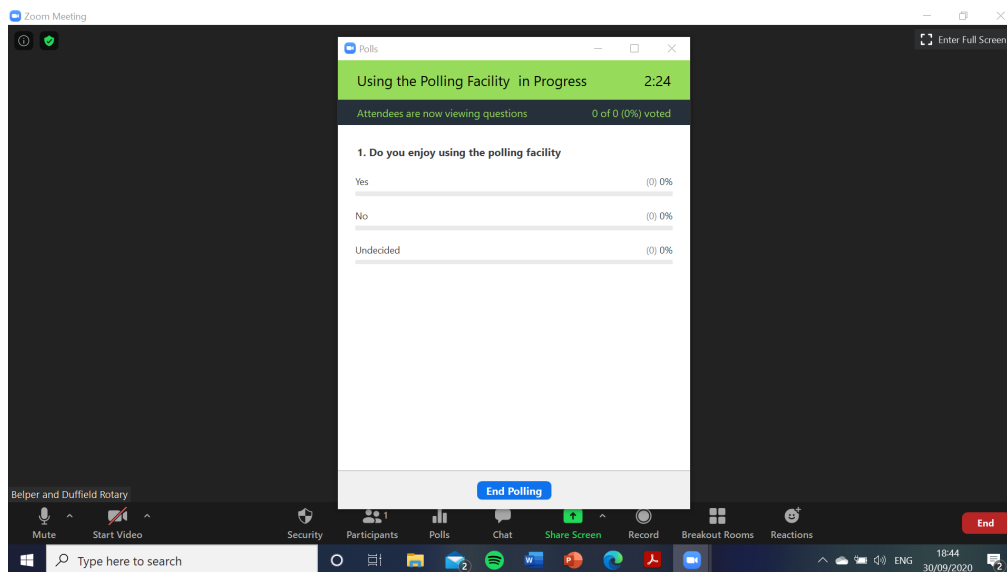 Zoom Meeting
Enter Full Screen
Polls
Using the Polling Facility in Progress 2:24
Attendees are now viewing questions 0 of 0 (0%) voted
1. Do you enjoy using the polling facility
Yes (0) 0%
No (0) 0%
Undecided (0) 0%
End Polling
Belper and Duffield Rotary
1
Mute Start Video Security Participants Polls Chat Share Screen Record Breakout Rooms Reactions End
Type here to search 2 ENG 18:44
30/09/2020 2